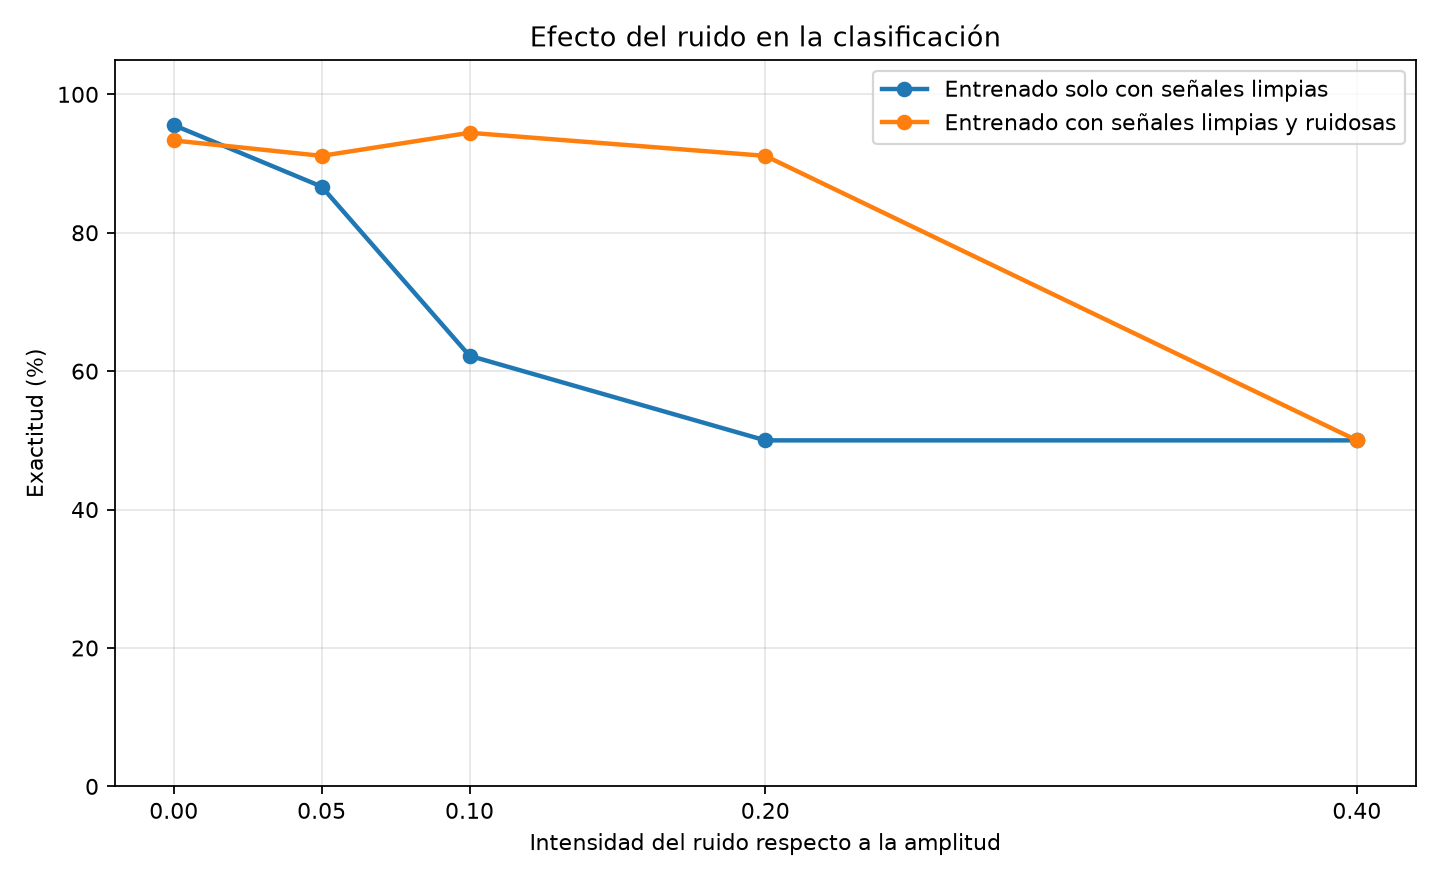 Efecto del ruido en la clasificación
Entrenado solo con señales limpias
Entrenado con señales limpias y ruidosas
Exactitud (%)
100
80
60
40
20
0
0.00 0.05 0.10 0.20 0.40
Intensidad del ruido respecto a la amplitud